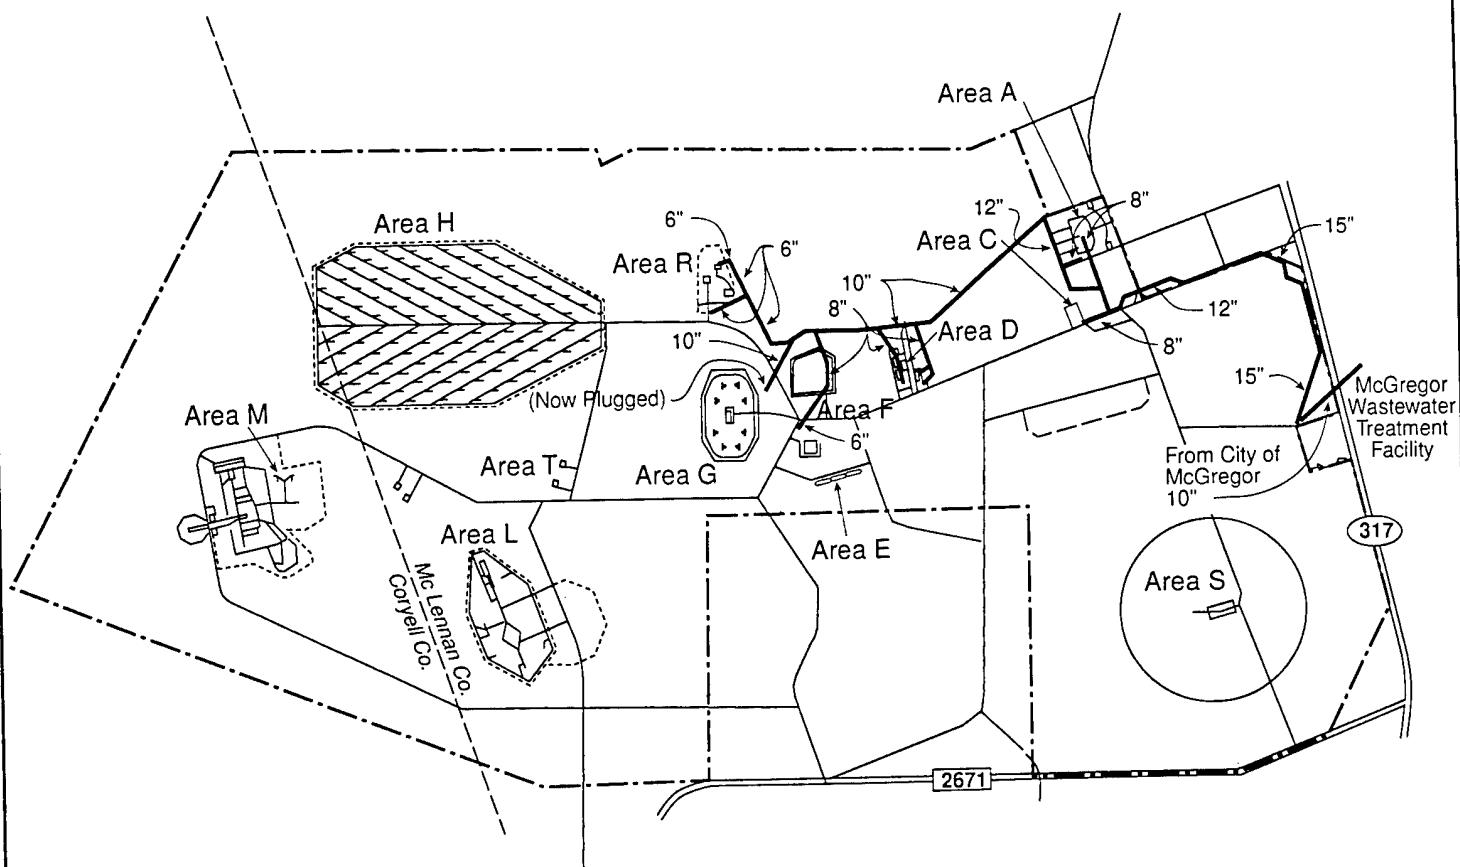 Area A
12"
8"
15"
Area H
6"
6"
Area C
Area R
10"
8"
12"
10"
Area D
8"
(Now Plugged)
15"
McGregor
Wastewater
Treatment
Facility
Area M
Area F
6"
From City of
McGregor
10"
Area T
Area G
317
Area L
Area E
Mc Lennan Co.
Coryell Co.
Area S
2671